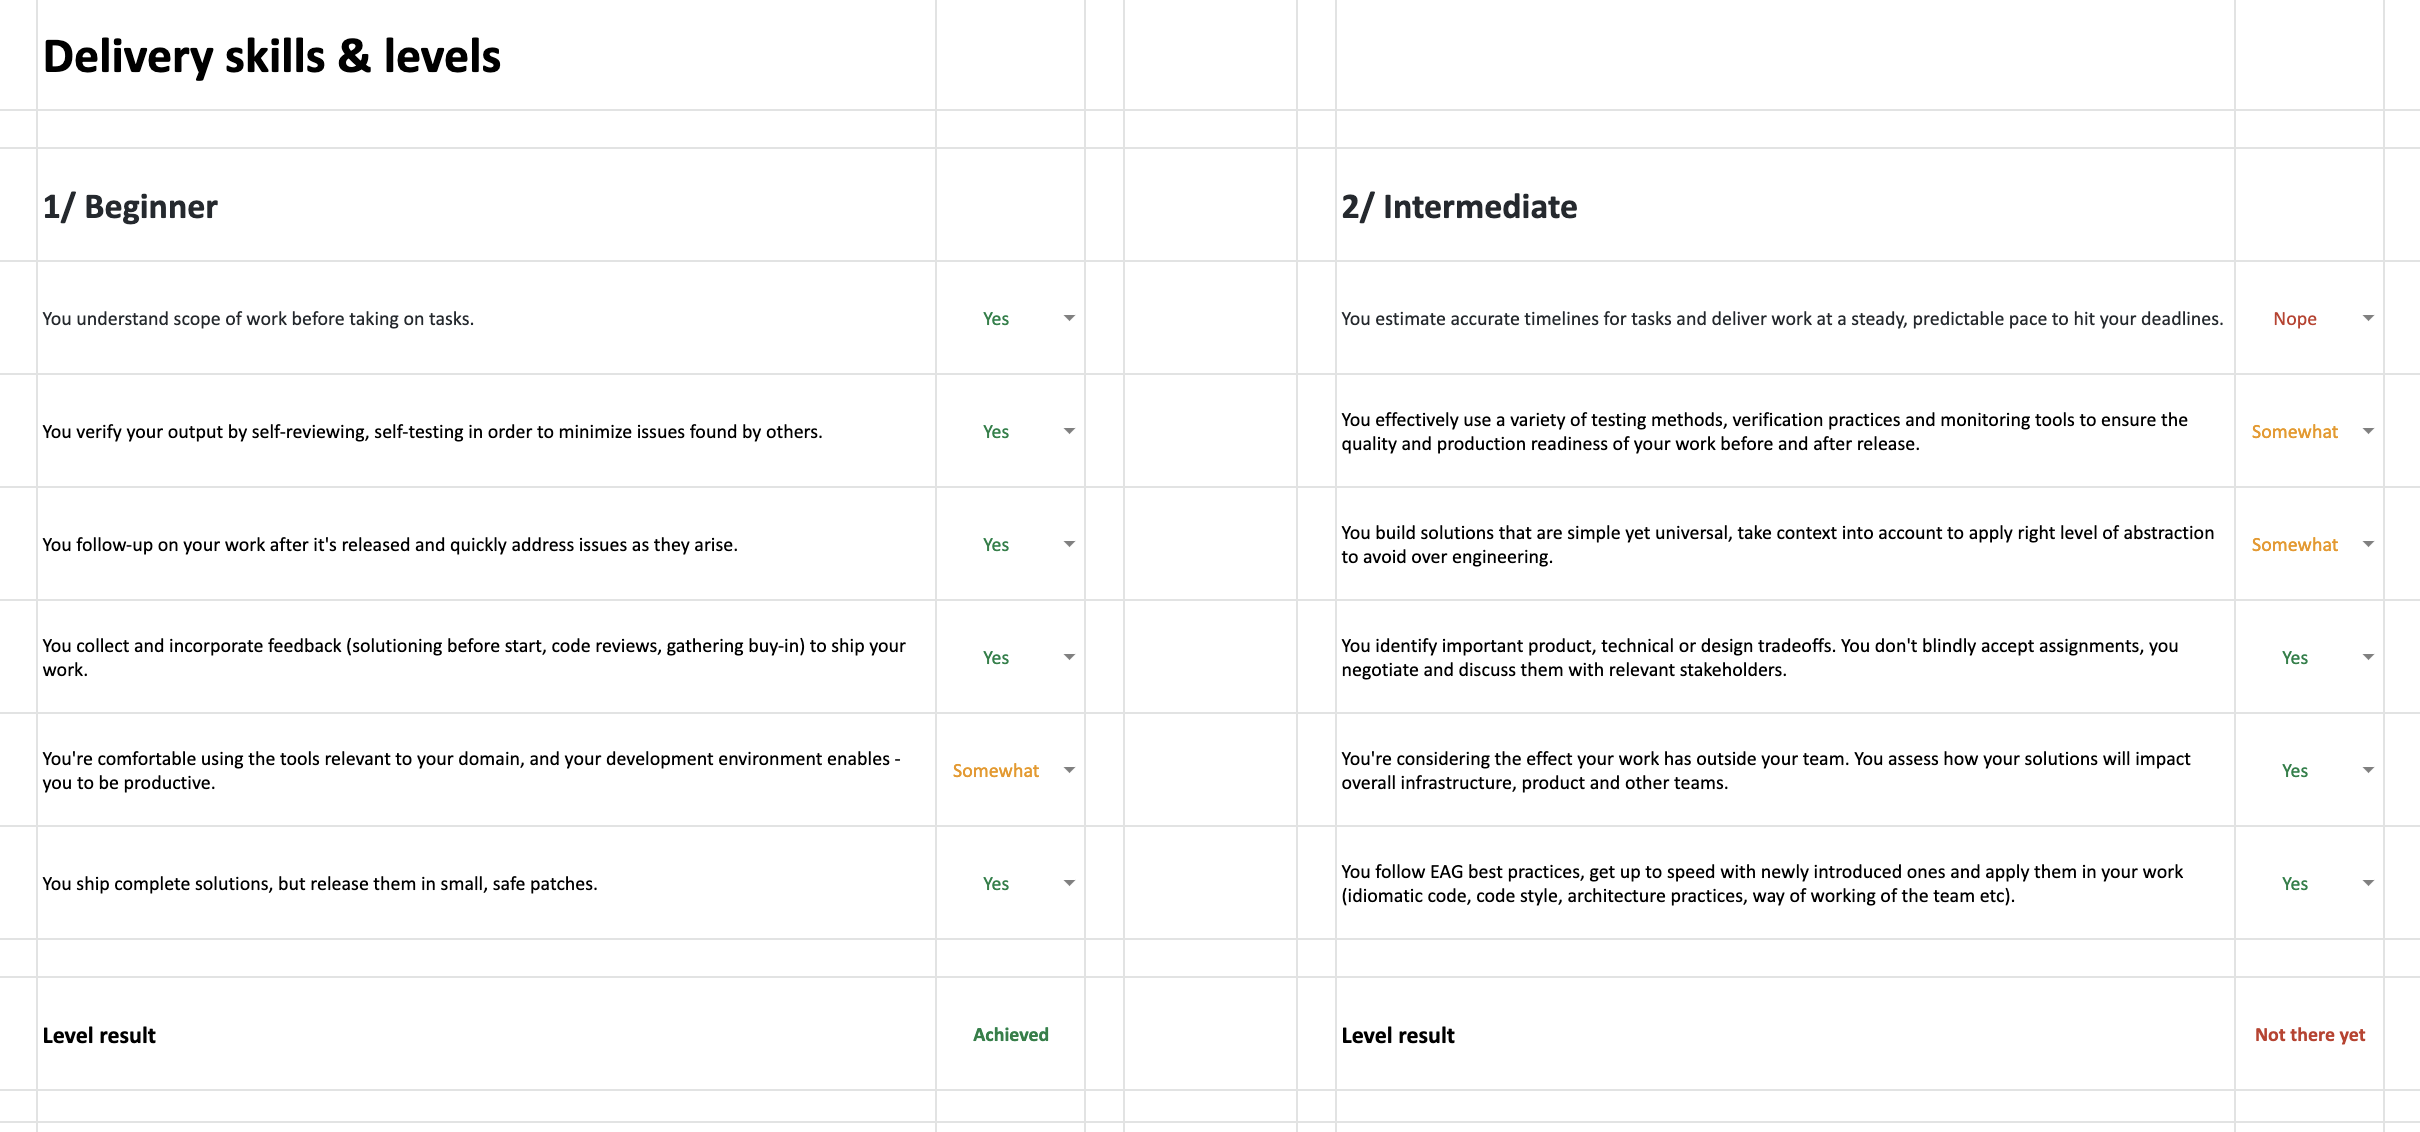 Delivery skills & levels
1/ Beginner
2/ Intermediate
You understand scope of work before taking on tasks.
Yes
You estimate accurate timelines for tasks and deliver work at a steady, predictable pace to hit your deadlines.
Nope
You verify your output by self-reviewing, self-testing in order to minimize issues found by others.
Yes
You effectively use a variety of testing methods, verification practices and monitoring tools to ensure the
quality and production readiness of your work before and after release.
Somewhat
You follow-up on your work after it's released and quickly address issues as they arise.
Yes
You build solutions that are simple yet universal, take context into account to apply right level of abstraction
to avoid over engineering.
Somewhat
You collect and incorporate feedback (solutioning before start, code reviews, gathering buy-in) to ship your
work.
Yes
You identify important product, technical or design tradeoffs. You don't blindly accept assignments, you
negotiate and discuss them with relevant stakeholders.
Yes
You're comfortable using the tools relevant to your domain, and your development environment enables -
you to be productive.
Somewhat
You're considering the effect your work has outside your team. You assess how your solutions will impact
overall infrastructure, product and other teams.
Yes
You ship complete solutions, but release them in small, safe patches.
Yes
You follow EAG best practices, get up to speed with newly introduced ones and apply them in your work
(idiomatic code, code style, architecture practices, way of working of the team etc).
Yes
Level result
Achieved
Level result
Not there yet